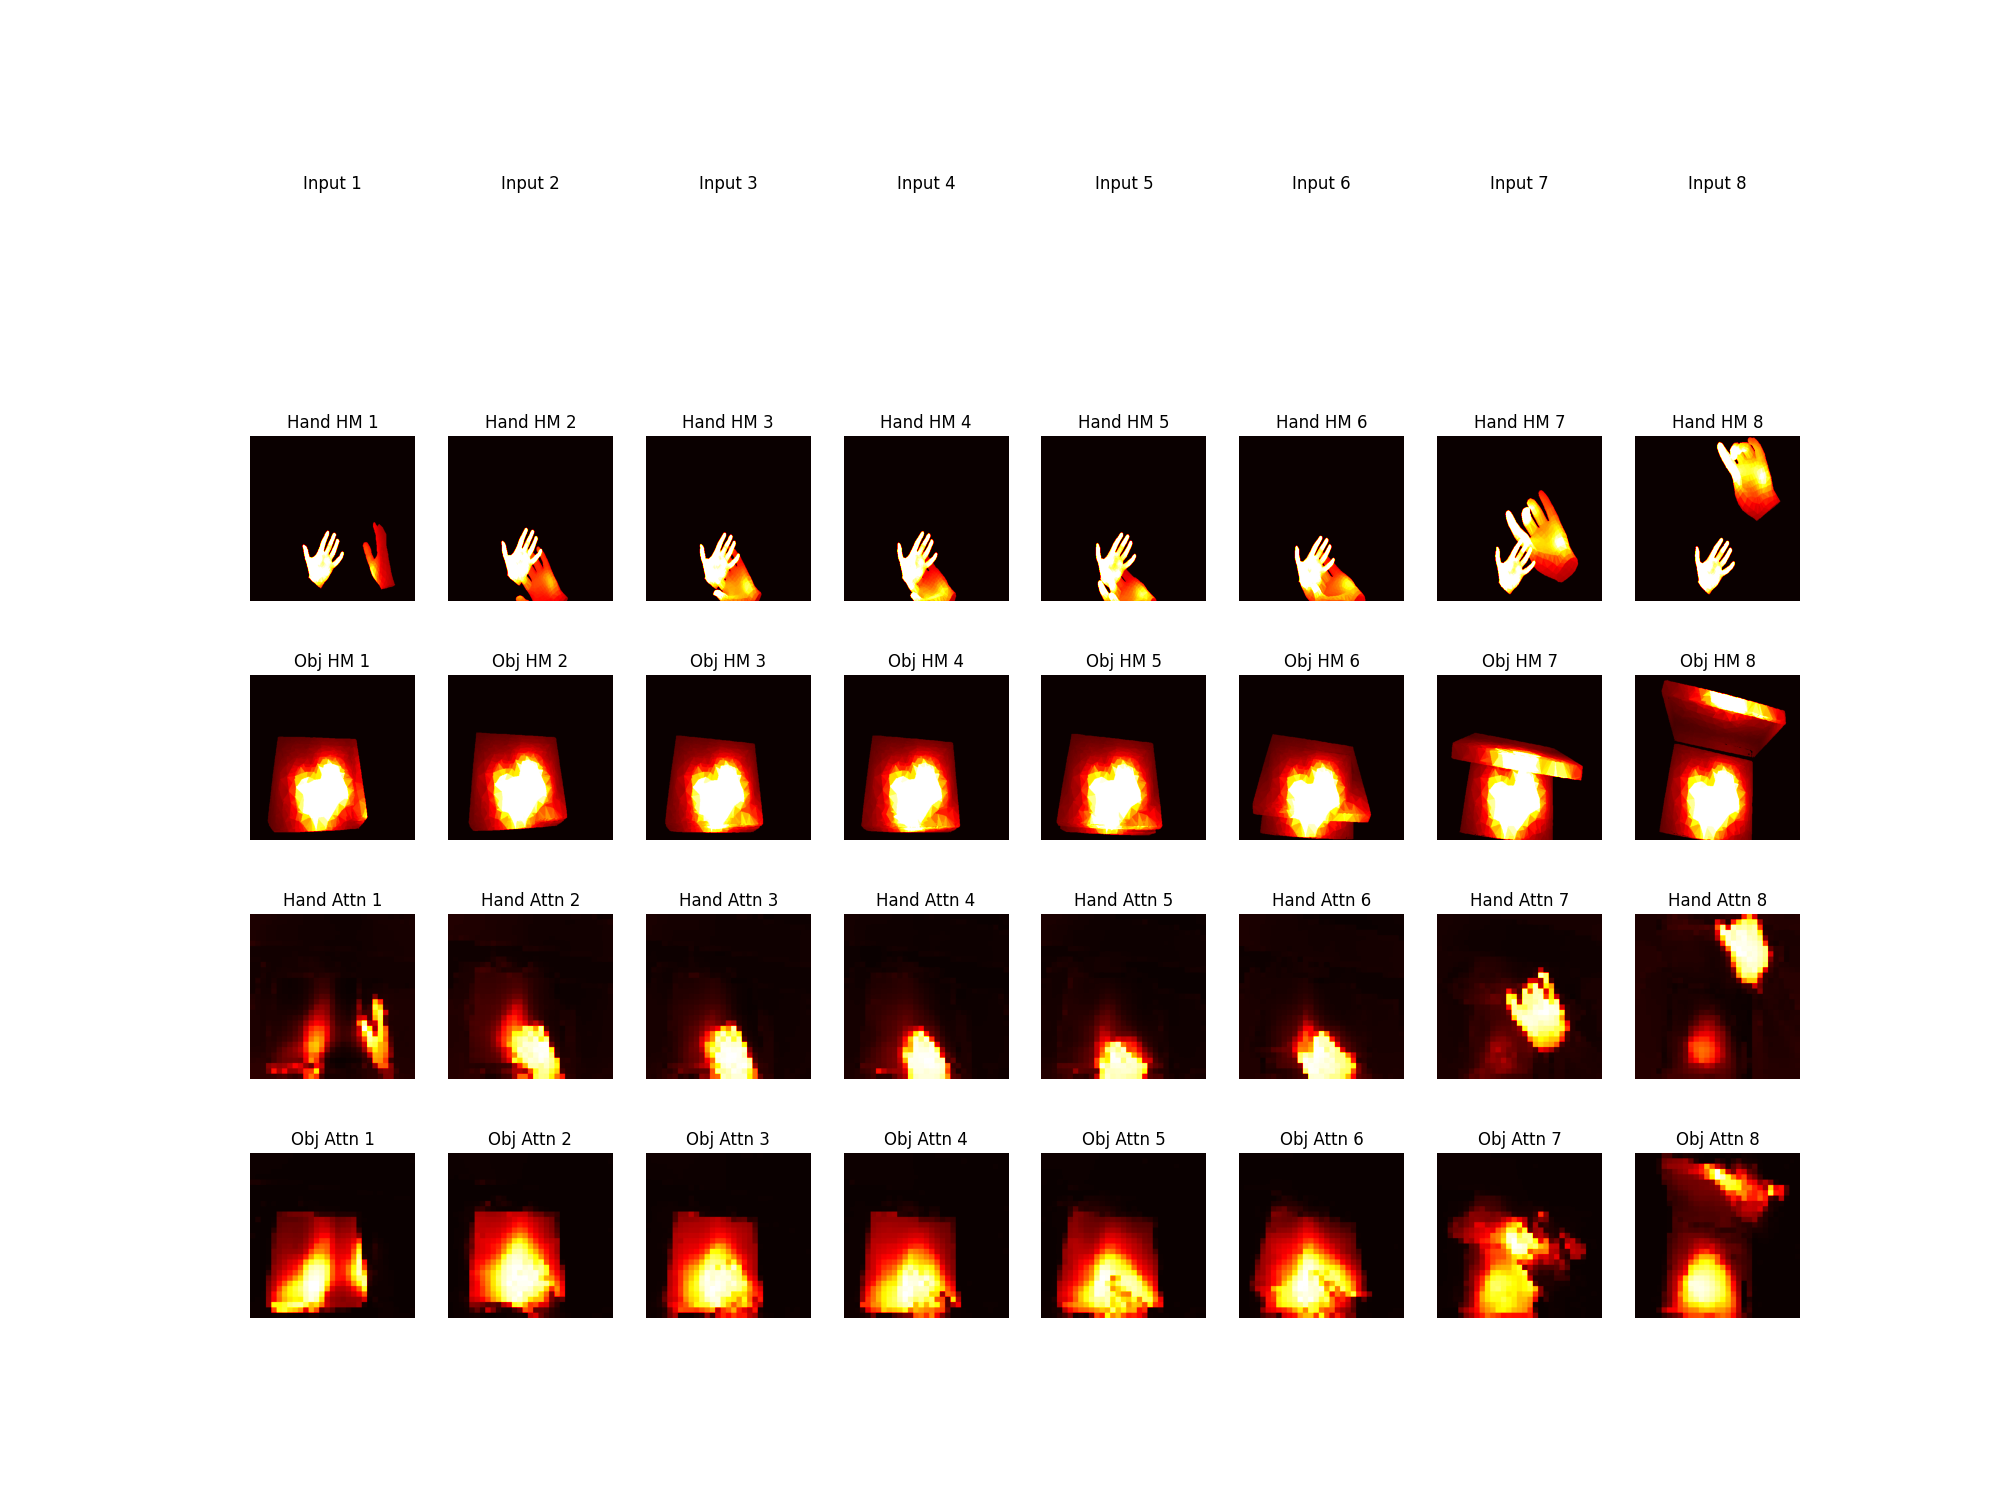 Input 1 Input 2 Input 3 Input 4 Input 5 Input 6 Input 7 Input 8
Hand HM 1 Hand HM 2 Hand HM 3 Hand HM 4 Hand HM 5 Hand HM 6 Hand HM 7 Hand HM 8
Obj HM 1 Obj HM 2 Obj HM 3 Obj HM 4 Obj HM 5 Obj HM 6 Obj HM 7 Obj HM 8
Hand Attn 1 Hand Attn 2 Hand Attn 3 Hand Attn 4 Hand Attn 5 Hand Attn 6 Hand Attn 7 Hand Attn 8
Obj Attn 1 Obj Attn 2 Obj Attn 3 Obj Attn 4 Obj Attn 5 Obj Attn 6 Obj Attn 7 Obj Attn 8